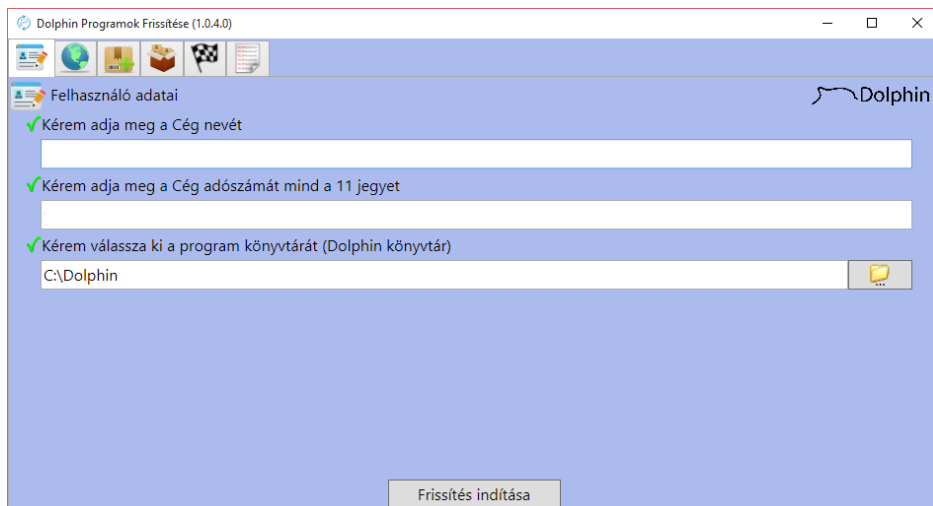 Dolphin Programok Frissítése (1.0.4.0)
Felhasználó adatai
Dolphin
Kérem adja meg a Cég nevét
Kérem adja meg a Cég adószámát mind a 11 jegyet
Kérem válassza ki a program könyvtárát (Dolphin könyvtár)
C:\Dolphin
Frissítés indítása